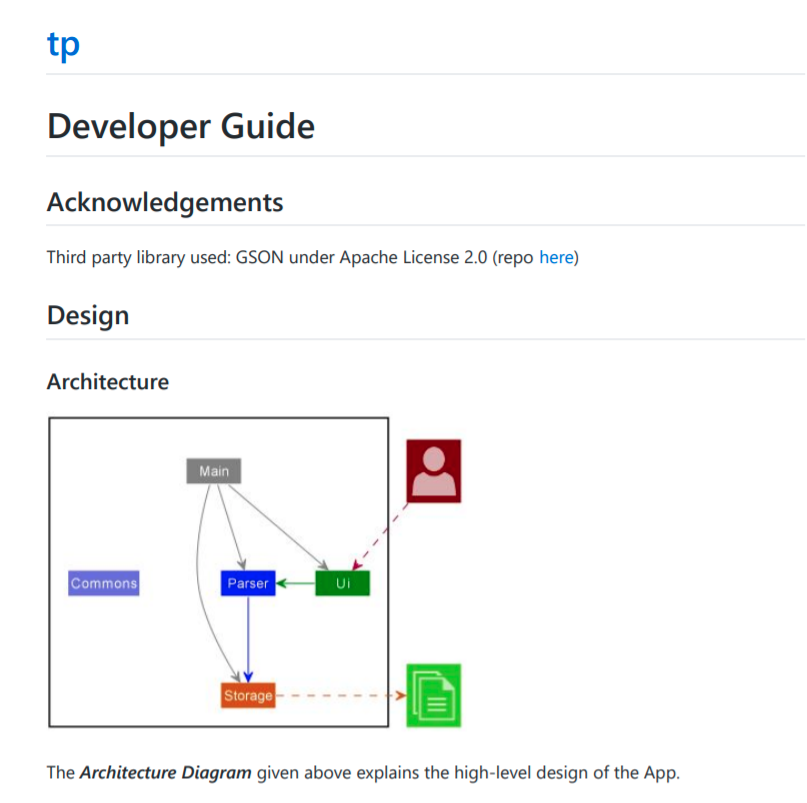 tp
Developer Guide
Acknowledgements
Third party library used: GSON under Apache License 2.0 (repo here)
Design
Architecture
Main
Commons
Parser
Ui
Storage
The Architecture Diagram given above explains the high-level design of the App.